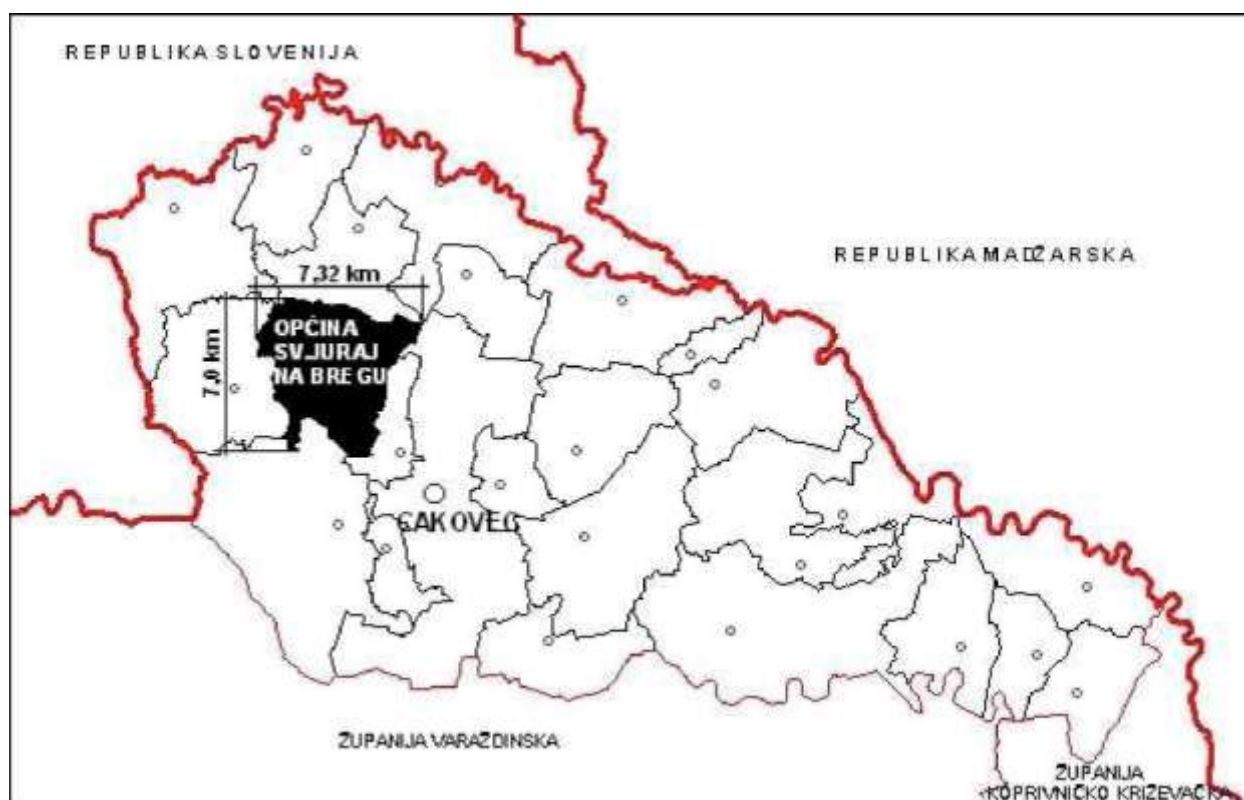 REPUBLIKA SLOVENIJA
REPUBLIKA MADŽARSKA
7,32 km
7,0 km
OPĆINA
SV.JURAJ
NA BREGU
ČAKOVEC
ŽUPANIJA VARAŽDINSKA
ŽUPANIJA
KOPRIVNIČKO KRIŽEVAČKA